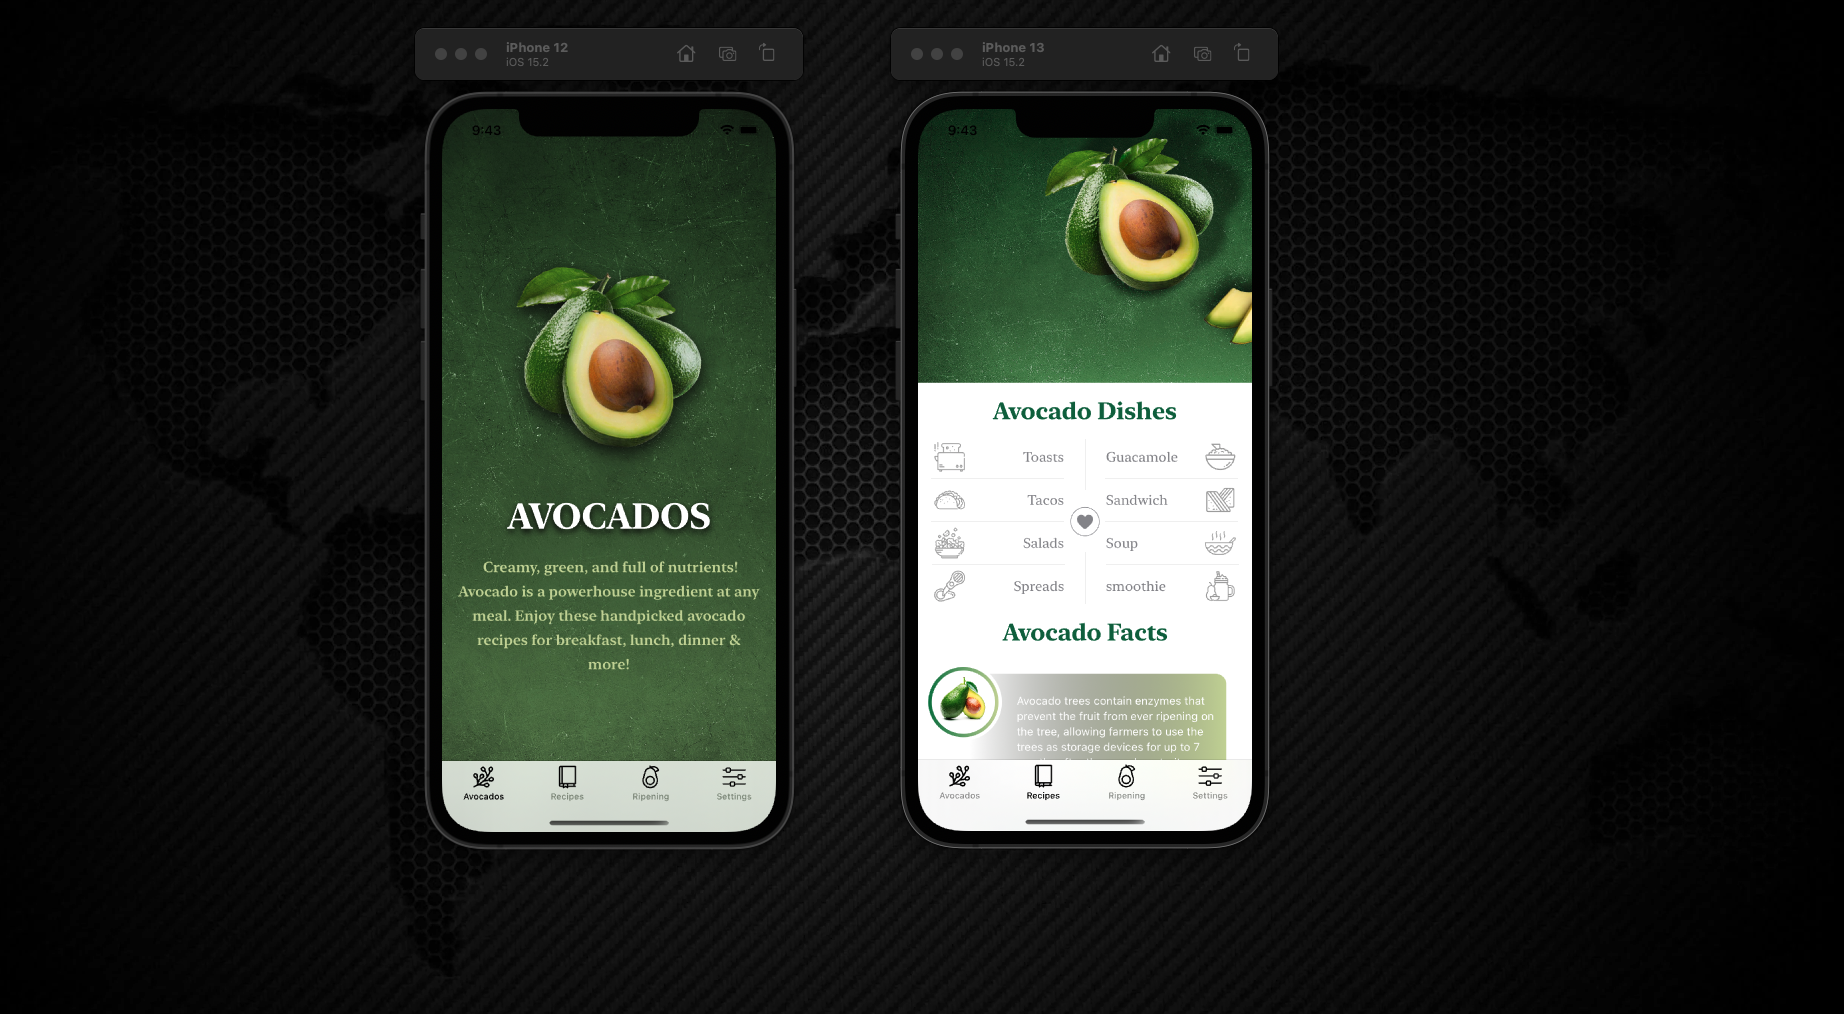 iPhone 12
iOS 15.2
9:43
AVOCADOS
Creamy, green, and full of nutrients!
Avocado is a powerhouse ingredient at any
meal. Enjoy these handpicked avocado
recipes for breakfast, lunch, dinner &
more!
Avocados Recipes Ripening Settings
iPhone 13
iOS 15.2
9:43
Avocado Dishes
Toasts Guacamole
Tacos Sandwich
Salads Soup
Spreads smoothie
Avocado Facts
Avocado trees contain enzymes that
prevent the fruit from ever ripening on
the tree, allowing farmers to use the
trees as storage devices for up to 7
Avocados Recipes Ripening Settings